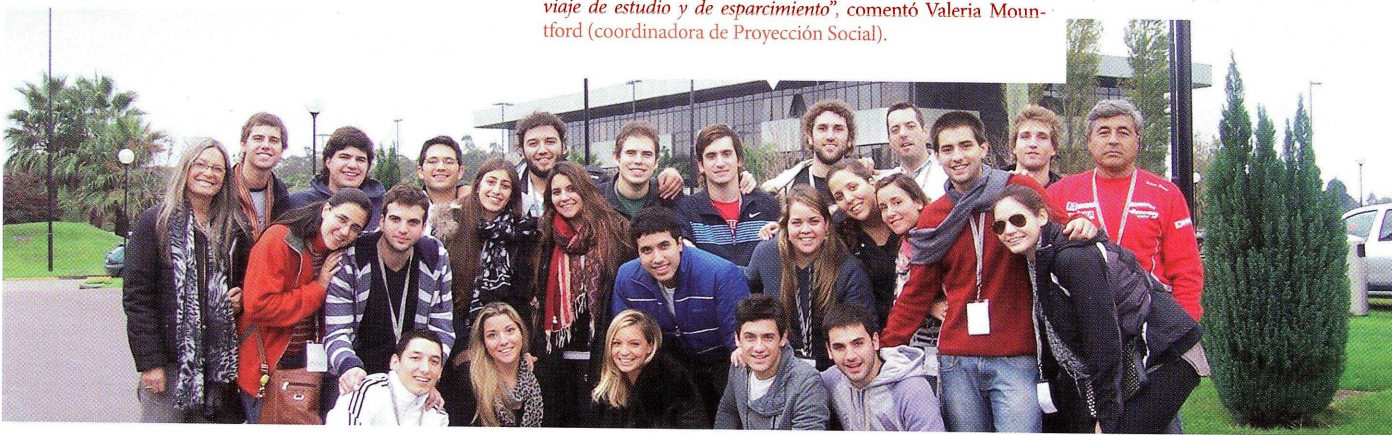 viaje de estudio y de esparcimiento”, comentó Valeria Moun-
tford (coordinadora de Proyección Social).